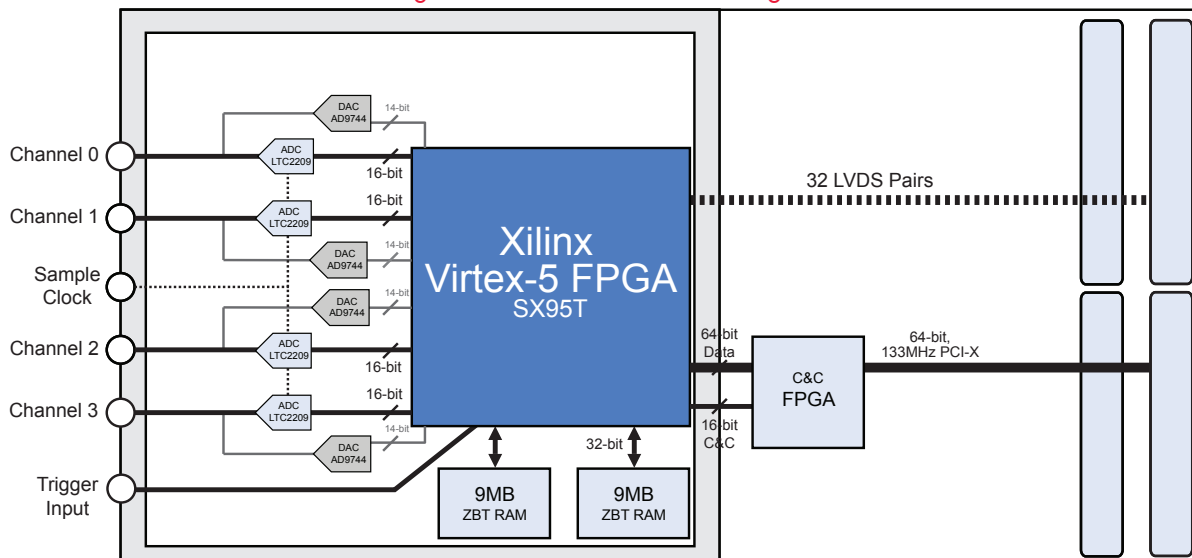 DAC
AD9744
14-bit
Channel 0
ADC
LTC2209
16-bit
Channel 1
ADC
LTC2209
16-bit
DAC
AD9744
14-bit
Sample
Clock
DAC
AD9744
14-bit
Channel 2
ADC
LTC2209
16-bit
Channel 3
ADC
LTC2209
16-bit
DAC
AD9744
14-bit
Trigger
Input
Xilinx
Virtex-5 FPGA
SX95T
32-bit
9MB
ZBT RAM
9MB
ZBT RAM
32 LVDS Pairs
64-bit
Data
16-bit
C&C
C&C
FPGA
64-bit,
133MHz PCI-X